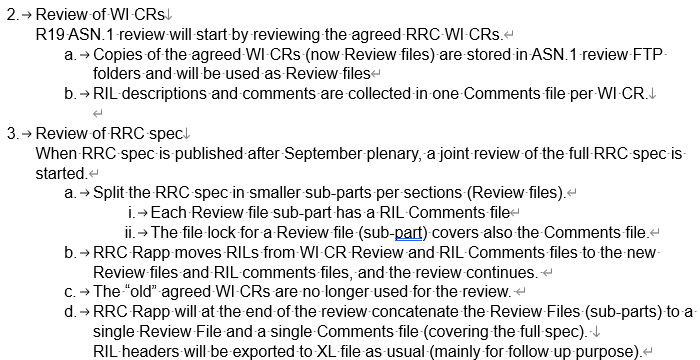 2. Review of WI CRs
R19 ASN.1 review will start by reviewing the agreed RRC WI CRs.
a. Copies of the agreed WI CRs (now Review files) are stored in ASN.1 review FTP
folders and will be used as Review files
b. RIL descriptions and comments are collected in one Comments file per WI CR.
3. Review of RRC spec
When RRC spec is published after September plenary, a joint review of the full RRC spec is
started.
a. Split the RRC spec in smaller sub-parts per sections (Review files).
i. Each Review file sub-part has a RIL Comments file
ii. The file lock for a Review file (sub-part) covers also the Comments file.
b. RRC Rapp moves RILs from WI CR Review and RIL Comments files to the new
Review files and RIL comments files, and the review continues.
c. The “old” agreed WI CRs are no longer used for the review.
d. RRC Rapp will at the end of the review concatenate the Review Files (sub-parts) to a
single Review File and a single Comments file (covering the full spec).
RIL headers will be exported to XL file as usual (mainly for follow up purpose).